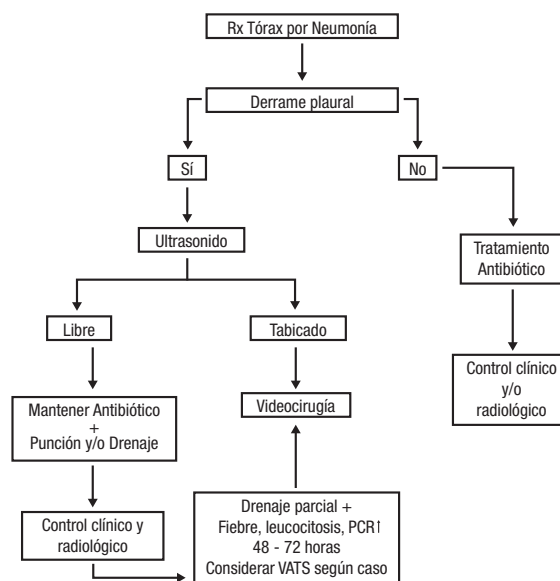 Rx Tórax por Neumonía
Derrame plaural
Sí
No
Ultrasonido
Tratamiento
Antibiótico
Libre
Tabicado
Control clínico
y/o
radiológico
Mantener Antibiótico
+
Punción y/o Drenaje
Videocirugía
Control clínico y
radiológico
Drenaje parcial +
Fiebre, leucocitosis, PCR↑
48 - 72 horas
Considerar VATS según caso